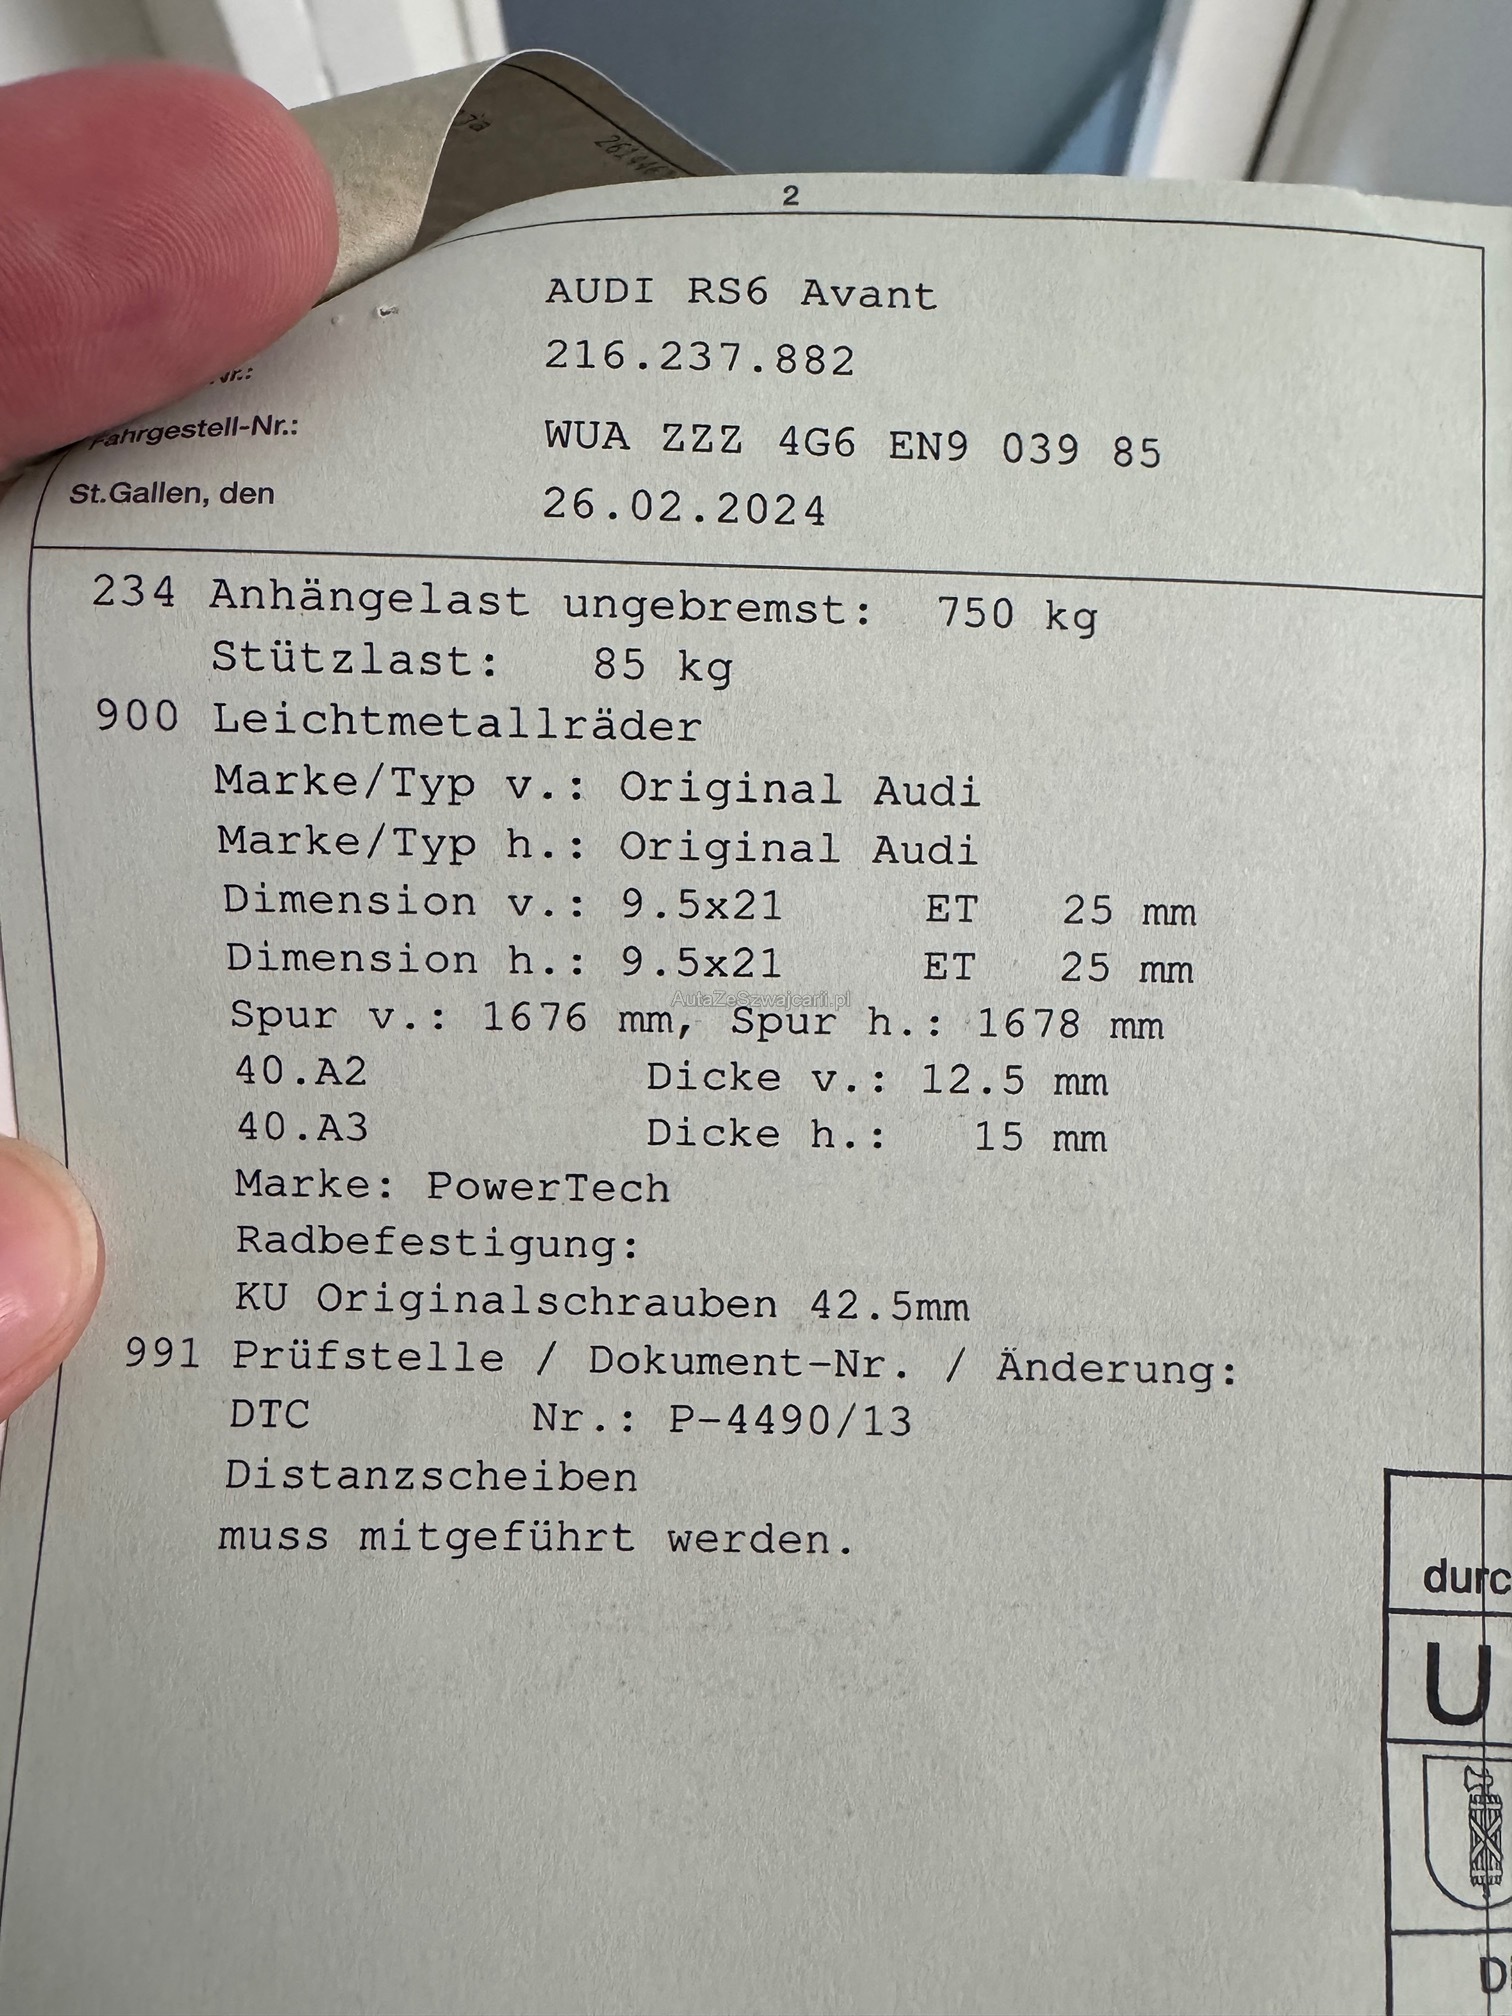 2
AUDI RS6 Avant
Nr.:
216.237.882
Fahrgestell-Nr.:
WUA ZZZ 4G6 EN9 039 85
St.Gallen, den
26.02.2024
234 Anhängelast ungebremst: 750 kg
Stützlast: 85 kg
900 Leichtmetallräder
Marke/Typ v.: Original Audi
Marke/Typ h.: Original Audi
Dimension v.: 9.5x21 ET 25 mm
Dimension h.: 9.5x21 ET 25 mm
AutaZeSzwajcarii.pl
Spur v.: 1676 mm, Spur h.: 1678 mm
40.A2 Dicke v.: 12.5 mm
40.A3 Dicke h.: 15 mm
Marke: PowerTech
Radbefestigung:
KU Originalschrauben 42.5mm
991 Prüfstelle / Dokument-Nr. / Änderung:
DTC Nr.: P-4490/13
Distanzscheiben
muss mitgeführt werden.
durc
U